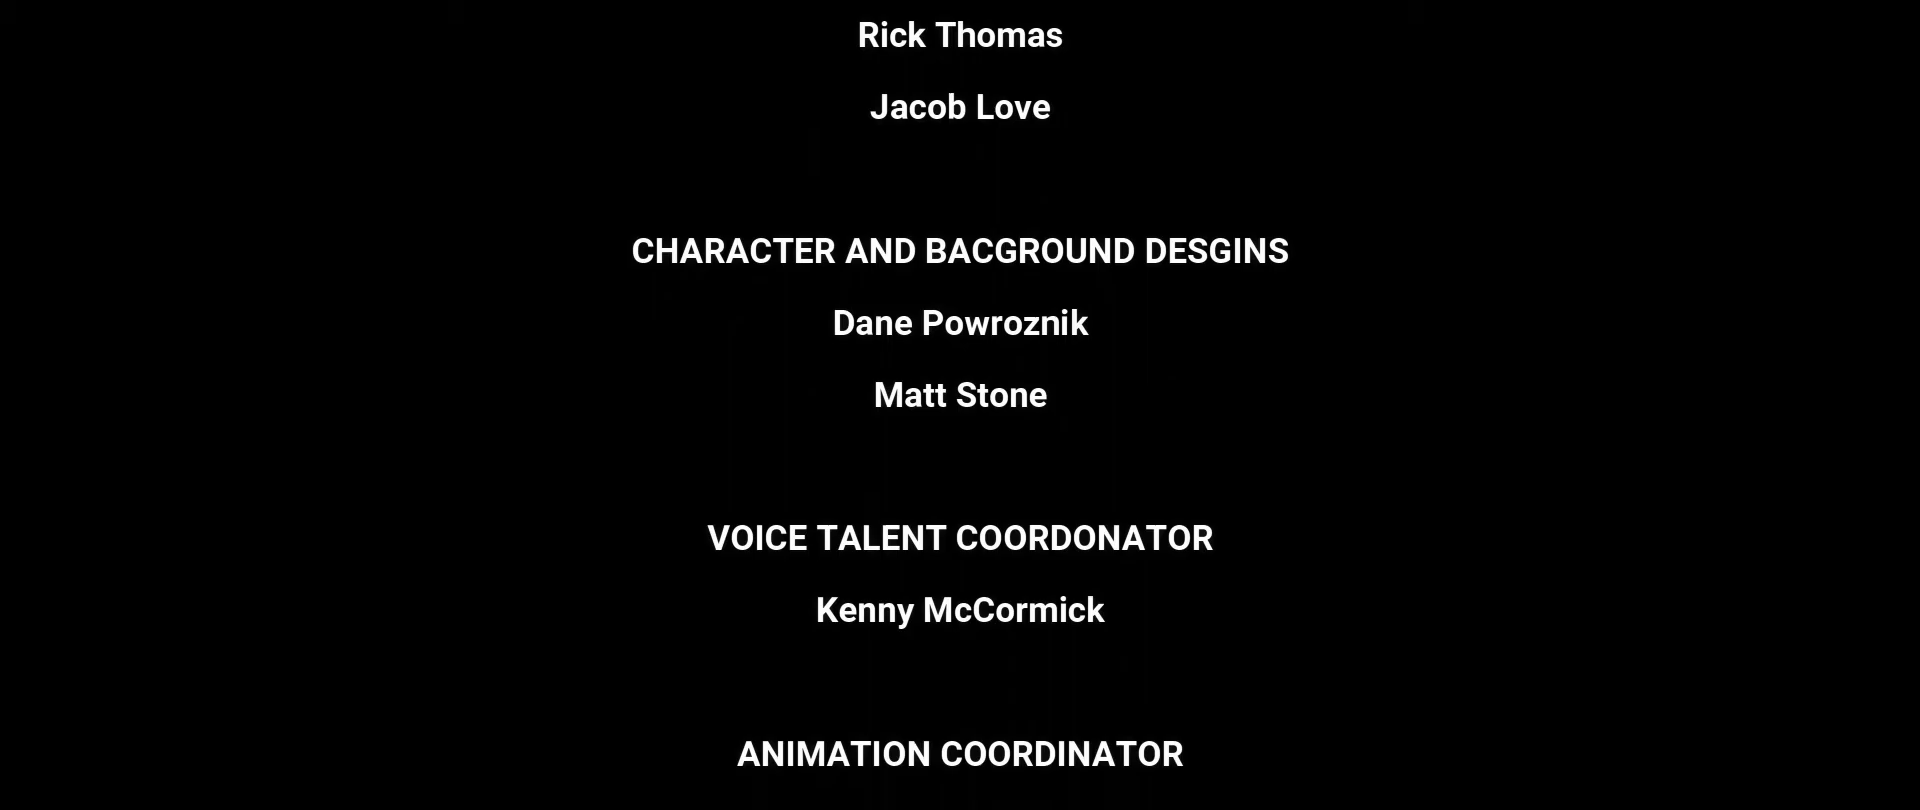 Rick Thomas
Jacob Love
CHARACTER AND BACGROUND DESGINS
Dane Powroznik
Matt Stone
VOICE TALENT COORDONATOR
Kenny McCormick
ANIMATION COORDINATOR